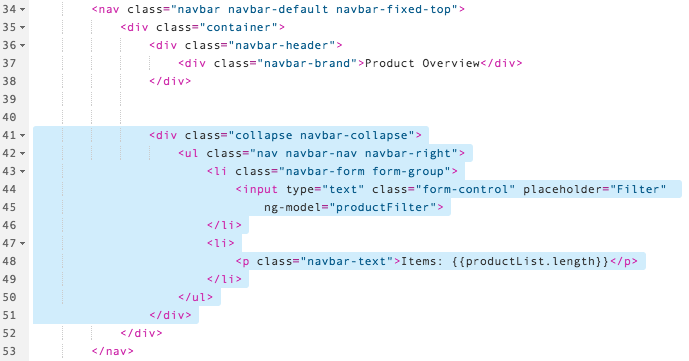 34 <nav class="navbar navbar-default navbar-fixed-top">
35 <div class="container">
36 <div class="navbar-header">
37 <div class="navbar-brand">Product Overview</div>
38 </div>
39
40
41 <div class="collapse navbar-collapse">
42 <ul class="nav navbar-nav navbar-right">
43 <li class="navbar-form form-group">
44 <input type="text" class="form-control" placeholder="Filter"
45 ng-model="productFilter">
46 </li>
47 <li>
48 <p class="navbar-text">Items: {{productList.length}}</p>
49 </li>
50 </ul>
51 </div>
52 </div>
53 </nav>